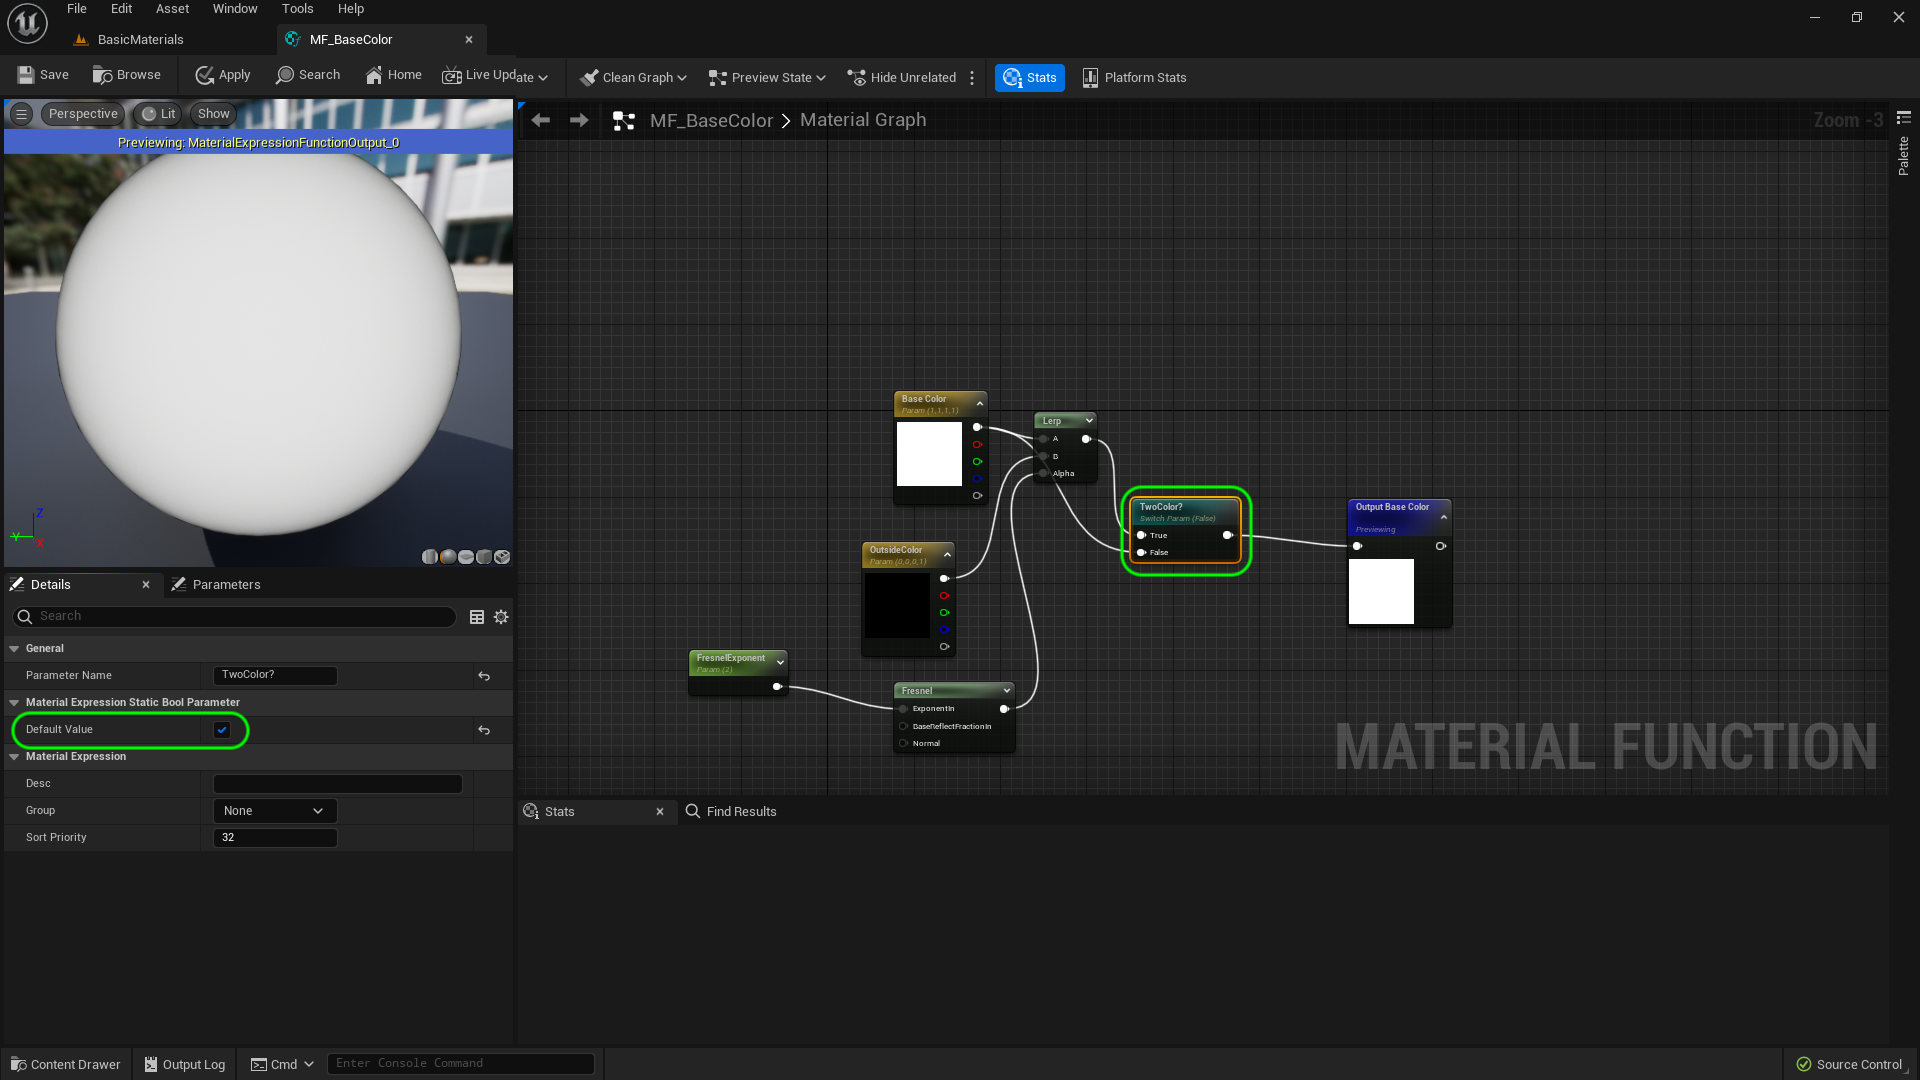 File Edit Asset Window Tools Help
BasicMaterials
MF_BaseColor
Save Browse Apply Search Home Live Update Clean Graph Preview State Hide Unrelated Stats Platform Stats
Perspective Lit Show
Previewing: MaterialExpressionFunctionOutput_0
MF_BaseColor > Material Graph
Zoom -3
Palette
Z
Y
X
Base Color
Param (1,1,1,1)
Lerp
A
B
Alpha
TwoColor?
Switch Param (False)
True
False
Output Base Color
Previewing
OutsideColor
Param (0,0,0,1)
FresnelExponent
Param (2)
Fresnel
ExponentIn
BaseReflectFractionIn
Normal
MATERIAL FUNCTION
Details Parameters
Search
General
Parameter Name TwoColor?
Material Expression Static Bool Parameter
Default Value
Material Expression
Desc
Group None
Sort Priority 32
Stats Find Results
Content Drawer Output Log Cmd Enter Console Command Source Control